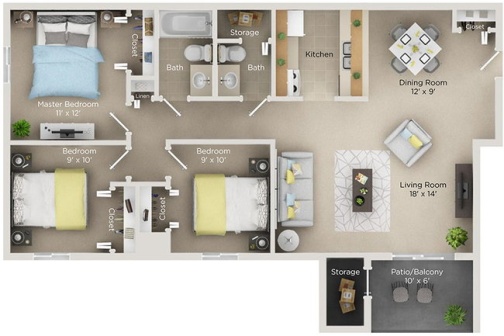 Closet
Storage
Closet
Kitchen
Bath
Bath
Dining Room
12' x 9'
Linen
Master Bedroom
11' x 12'
Bedroom
9' x 10'
Bedroom
9' x 10'
Living Room
18' x 14'
Closet
Closet
Storage
Patio/Balcony
10' x 6'